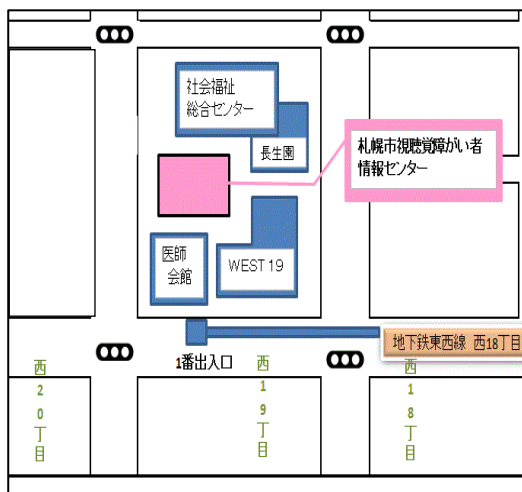 社会福祉
総合センター
長生園
札幌市視聴覚障がい者
情報センター
医師
会館
WEST 19
地下鉄東西線 西18丁目
1番出入口
西20丁目
西19丁目
西18丁目